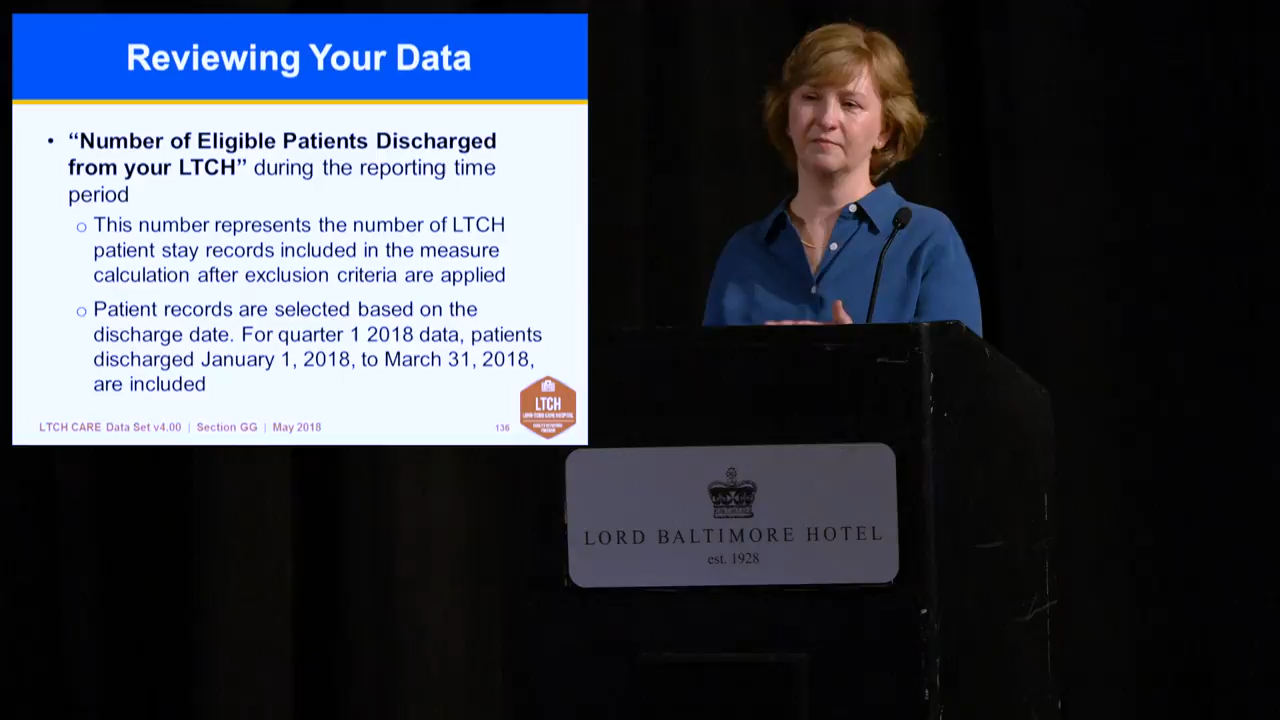 Reviewing Your Data
• “Number of Eligible Patients Discharged
from your LTCH” during the reporting time
period
o This number represents the number of LTCH
patient stay records included in the measure
calculation after exclusion criteria are applied
o Patient records are selected based on the
discharge date. For quarter 1 2018 data, patients
discharged January 1, 2018, to March 31, 2018,
are included
LTCH
LONG-TERM CARE HOSPITAL
LTCH CARE Data Set v4.00 | Section GG | May 2018
136
LORD BALTIMORE HOTEL
est. 1928